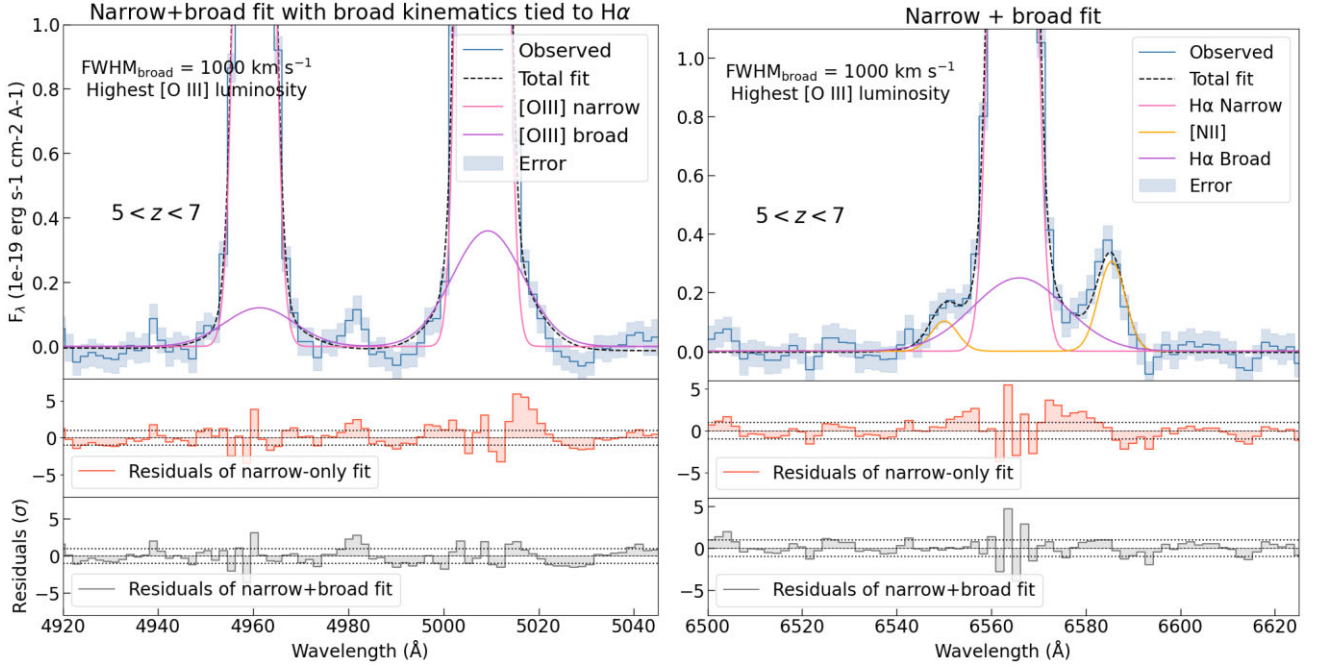 Narrow+broad fit with broad kinematics tied to Hα
1.0
0.8
0.6
0.4
0.2
0.0
F_λ (1e-19 erg s-1 cm-2 A-1)
FWHM_broad = 1000 km s⁻¹
Highest [O III] luminosity
5 < z < 7
Observed
Total fit
[OIII] narrow
[OIII] broad
Error
5
0
−5
Residuals of narrow-only fit
5
0
−5
Residuals (σ)
Residuals of narrow+broad fit
4920 4940 4960 4980 5000 5020 5040
Wavelength (Å)
Narrow + broad fit
1.0
0.8
0.6
0.4
0.2
0.0
FWHM_broad = 1000 km s⁻¹
Highest [O III] luminosity
5 < z < 7
Observed
Total fit
Hα Narrow
[NII]
Hα Broad
Error
5
0
−5
Residuals of narrow-only fit
5
0
−5
Residuals of narrow+broad fit
6500 6520 6540 6560 6580 6600 6620
Wavelength (Å)